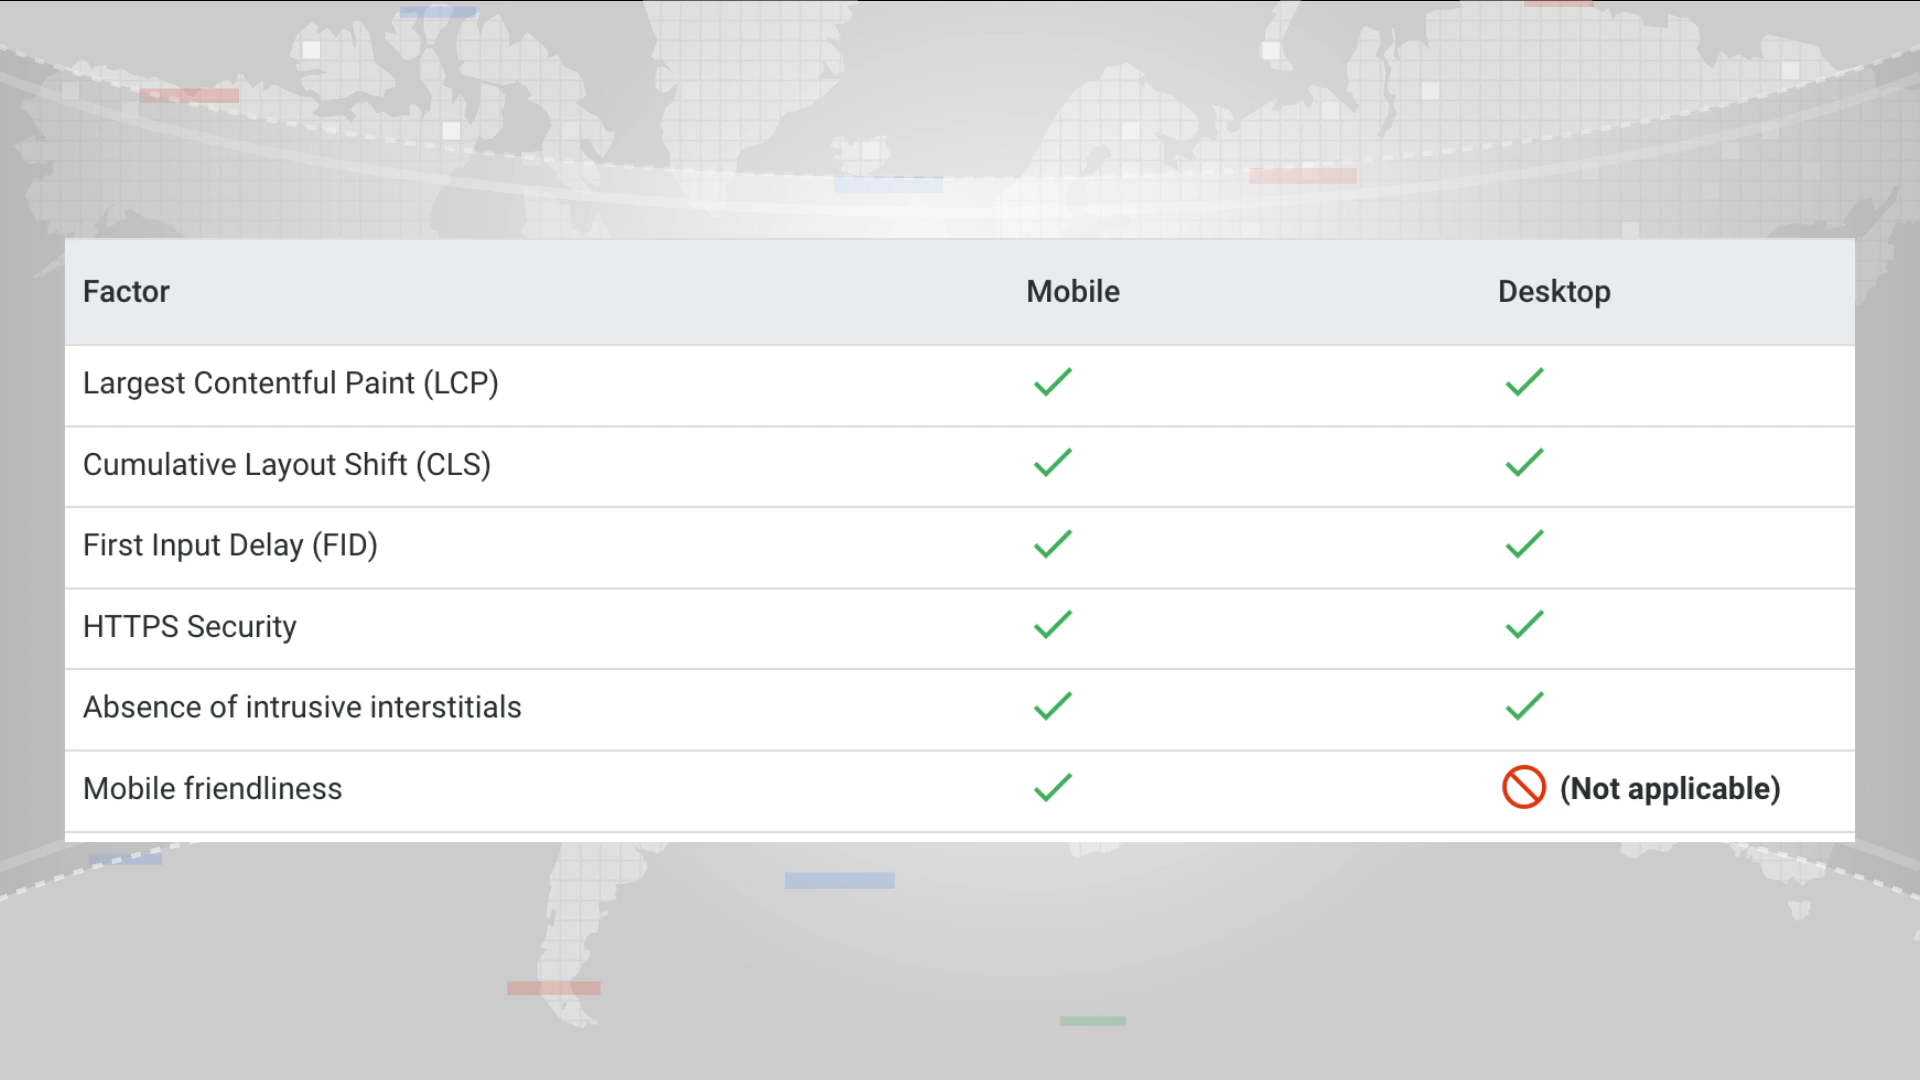 Factor Mobile Desktop
Largest Contentful Paint (LCP)
Cumulative Layout Shift (CLS)
First Input Delay (FID)
HTTPS Security
Absence of intrusive interstitials
Mobile friendliness (Not applicable)